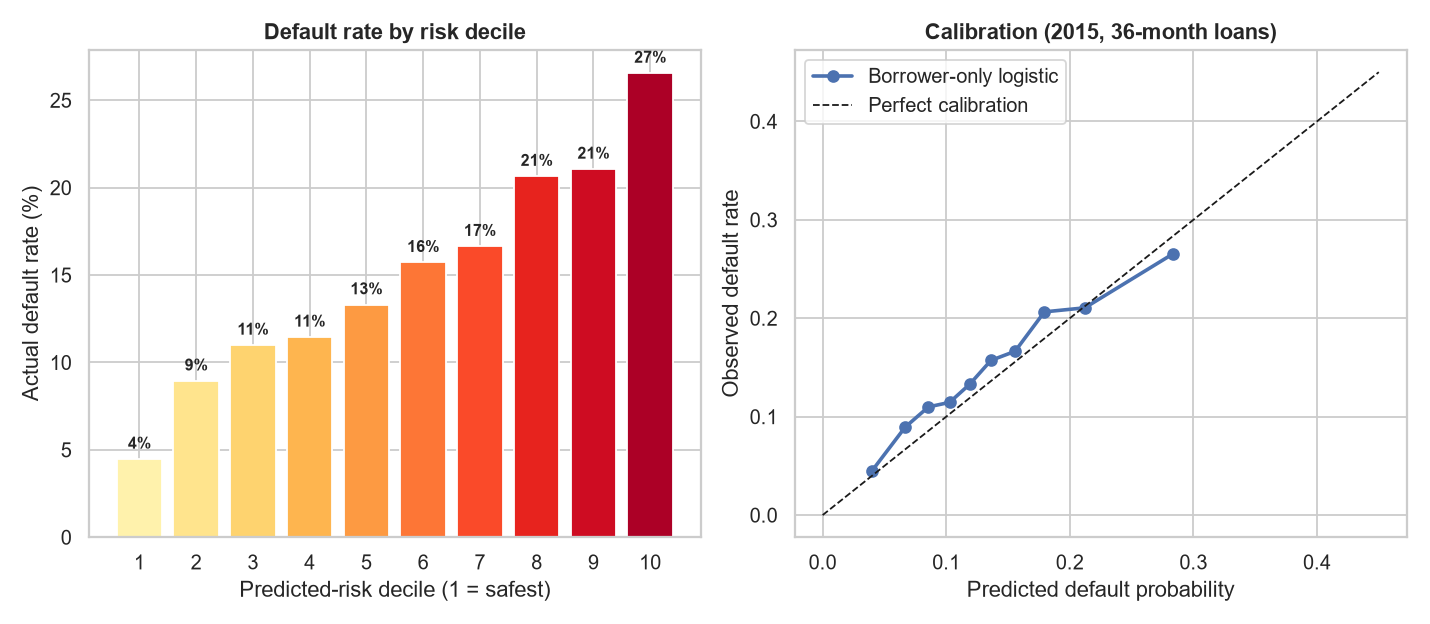 Default rate by risk decile
Actual default rate (%)
25
20
15
10
5
0
4%
9%
11%
11%
13%
16%
17%
21%
21%
27%
1 2 3 4 5 6 7 8 9 10
Predicted-risk decile (1 = safest)
Calibration (2015, 36-month loans)
Borrower-only logistic
Perfect calibration
Observed default rate
0.4
0.3
0.2
0.1
0.0
0.0 0.1 0.2 0.3 0.4
Predicted default probability